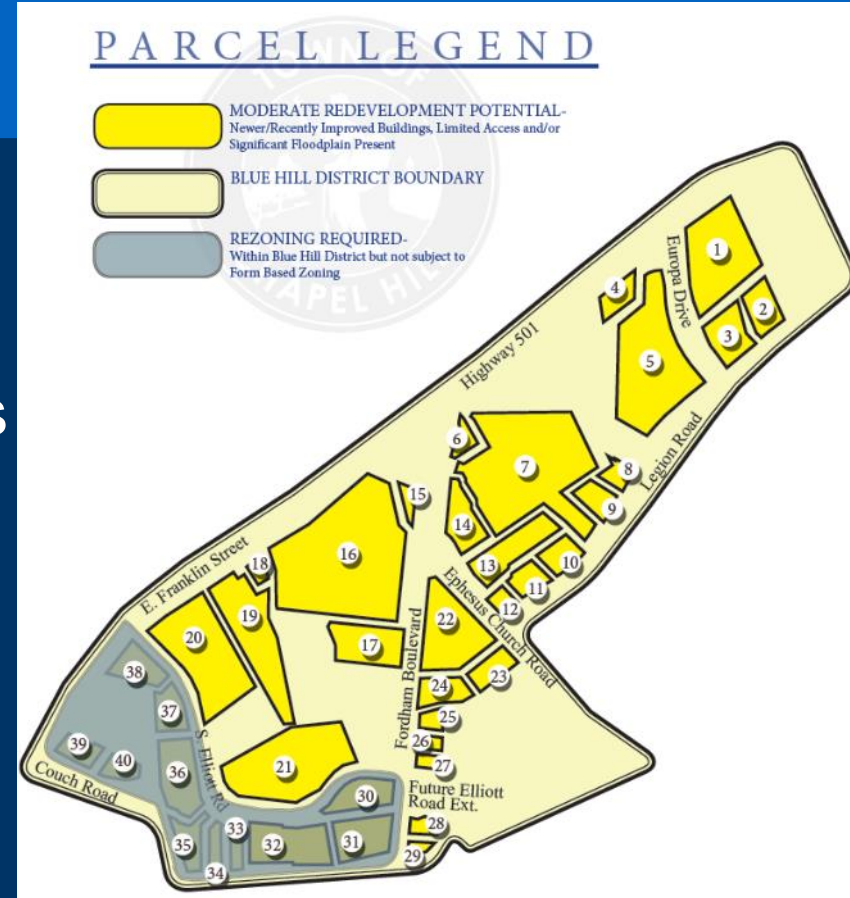 PARCEL LEGEND
MODERATE REDEVELOPMENT POTENTIAL-
Newer/Recently Improved Buildings, Limited Access and/or
Significant Floodplain Present
BLUE HILL DISTRICT BOUNDARY
REZONING REQUIRED-
Within Blue Hill District but not subject to
Form Based Zoning
TOWN OF
CHAPEL HILL
s
1
Europa Drive
2
3
4
5
Highway 501
6
7
8
Legion Road
9
10
11
12
13
14
15
16
E. Franklin Street
18
19
20
17
Fordham Boulevard
22
Ephesus Church Road
23
24
25
26
27
21
S. Elliott Rd
38
37
39
40
36
Couch Road
35
34
33
32
31
30
Future Elliott
Road Ext.
28
29